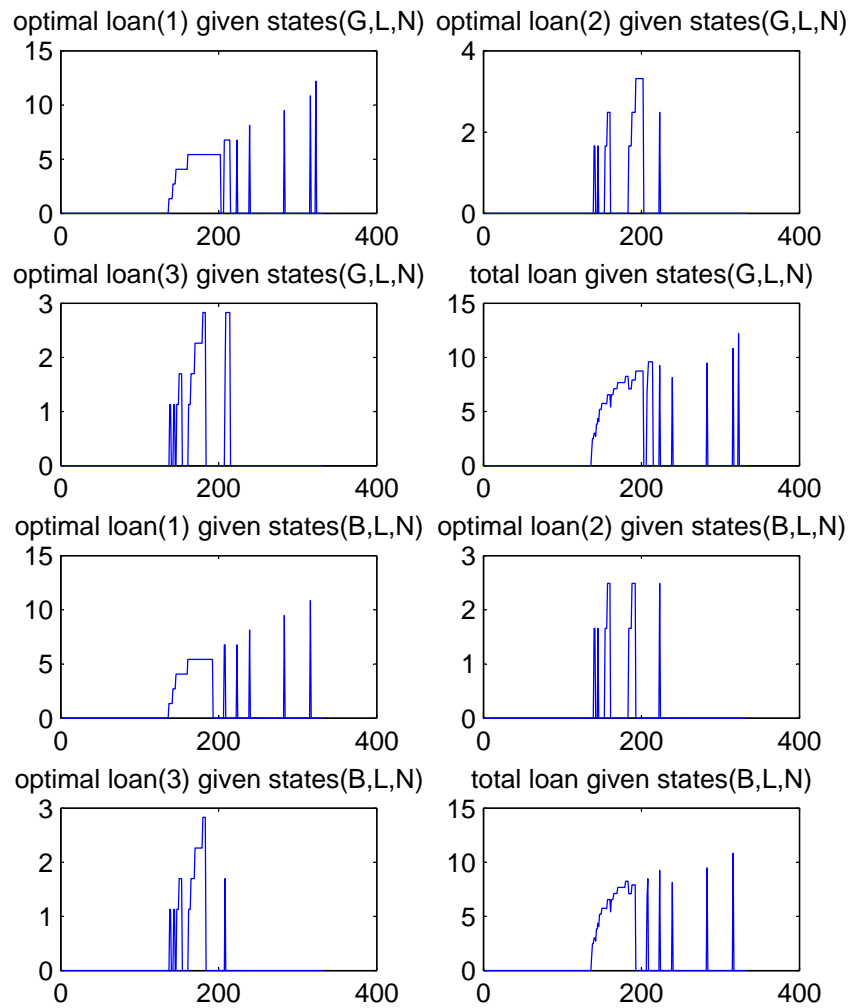 optimal loan(1) given states(G,L,N)
15
10
5
0
0 200 400
optimal loan(2) given states(G,L,N)
4
2
0
0 200 400
optimal loan(3) given states(G,L,N)
3
2
1
0
0 200 400
total loan given states(G,L,N)
15
10
5
0
0 200 400
optimal loan(1) given states(B,L,N)
15
10
5
0
0 200 400
optimal loan(2) given states(B,L,N)
3
2
1
0
0 200 400
optimal loan(3) given states(B,L,N)
3
2
1
0
0 200 400
total loan given states(B,L,N)
15
10
5
0
0 200 400